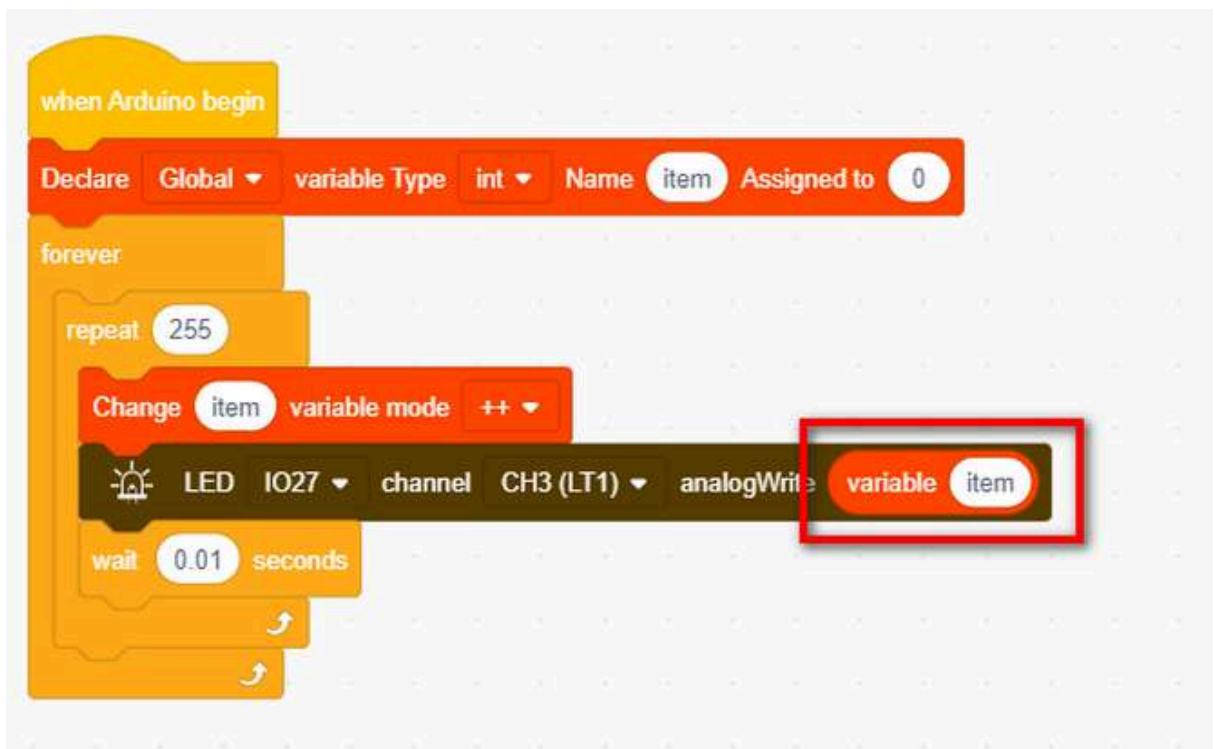 when Arduino begin
Declare Global variable Type int Name item Assigned to 0
forever
repeat 255
Change item variable mode ++
LED IO27 channel CH3 (LT1) analogWrite variable item
wait 0.01 seconds